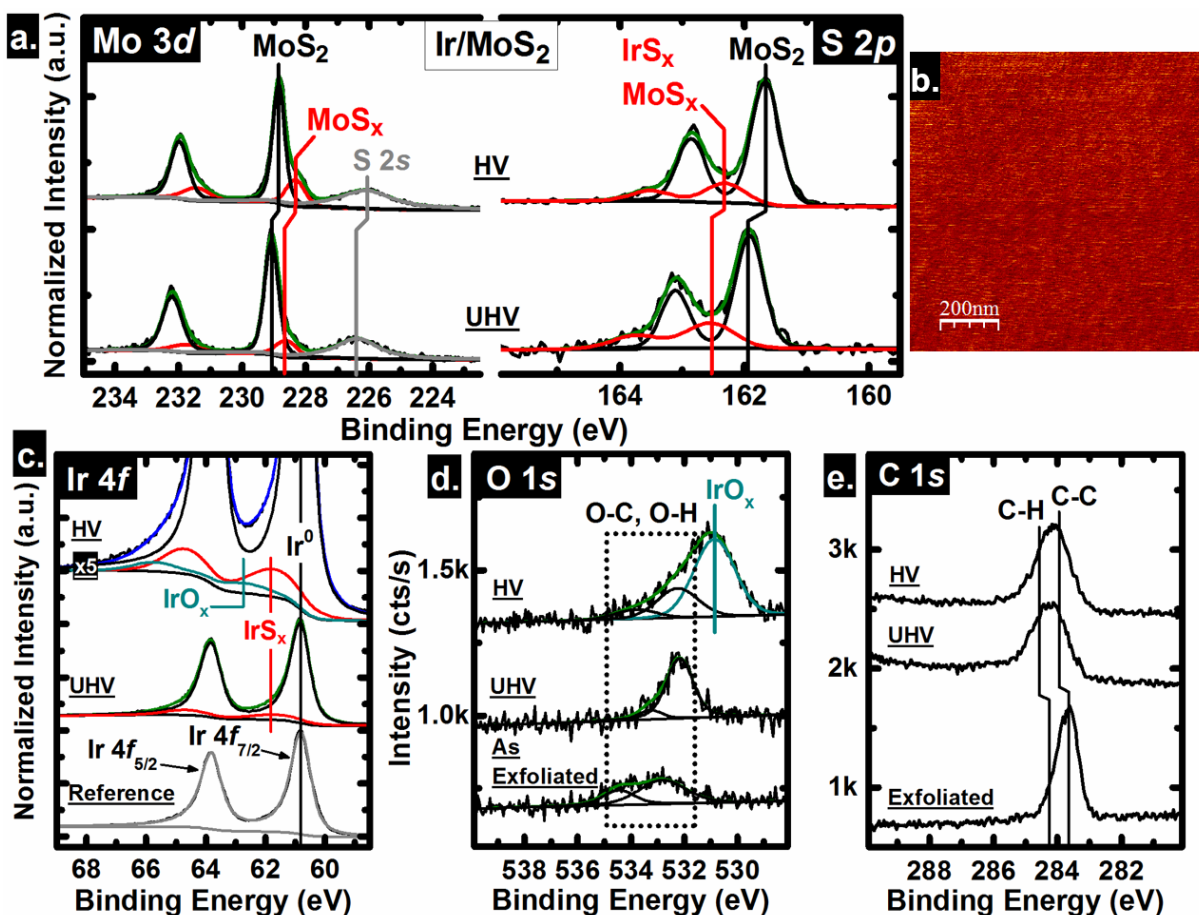 a.
Mo 3d
Ir/MoS2
S 2p
MoS2
MoSx
S 2s
HV
UHV
IrSx
MoSx
MoS2
HV
UHV
Normalized Intensity (a.u.)
234 232 230 228 226 224
164 162 160
Binding Energy (eV)
b.
200nm
c.
Ir 4f
HV
x5
Ir0
IrOx
IrSx
UHV
Ir 4f5/2
Ir 4f7/2
Reference
Normalized Intensity (a.u.)
68 66 64 62 60
Binding Energy (eV)
d.
O 1s
O-C, O-H
IrOx
HV
UHV
As
Exfoliated
Intensity (cts/s)
1.5k
1.0k
538 536 534 532 530
Binding Energy (eV)
e.
C 1s
C-H
C-C
HV
UHV
Exfoliated
3k
2k
1k
288 286 284 282 280
Binding Energy (eV)